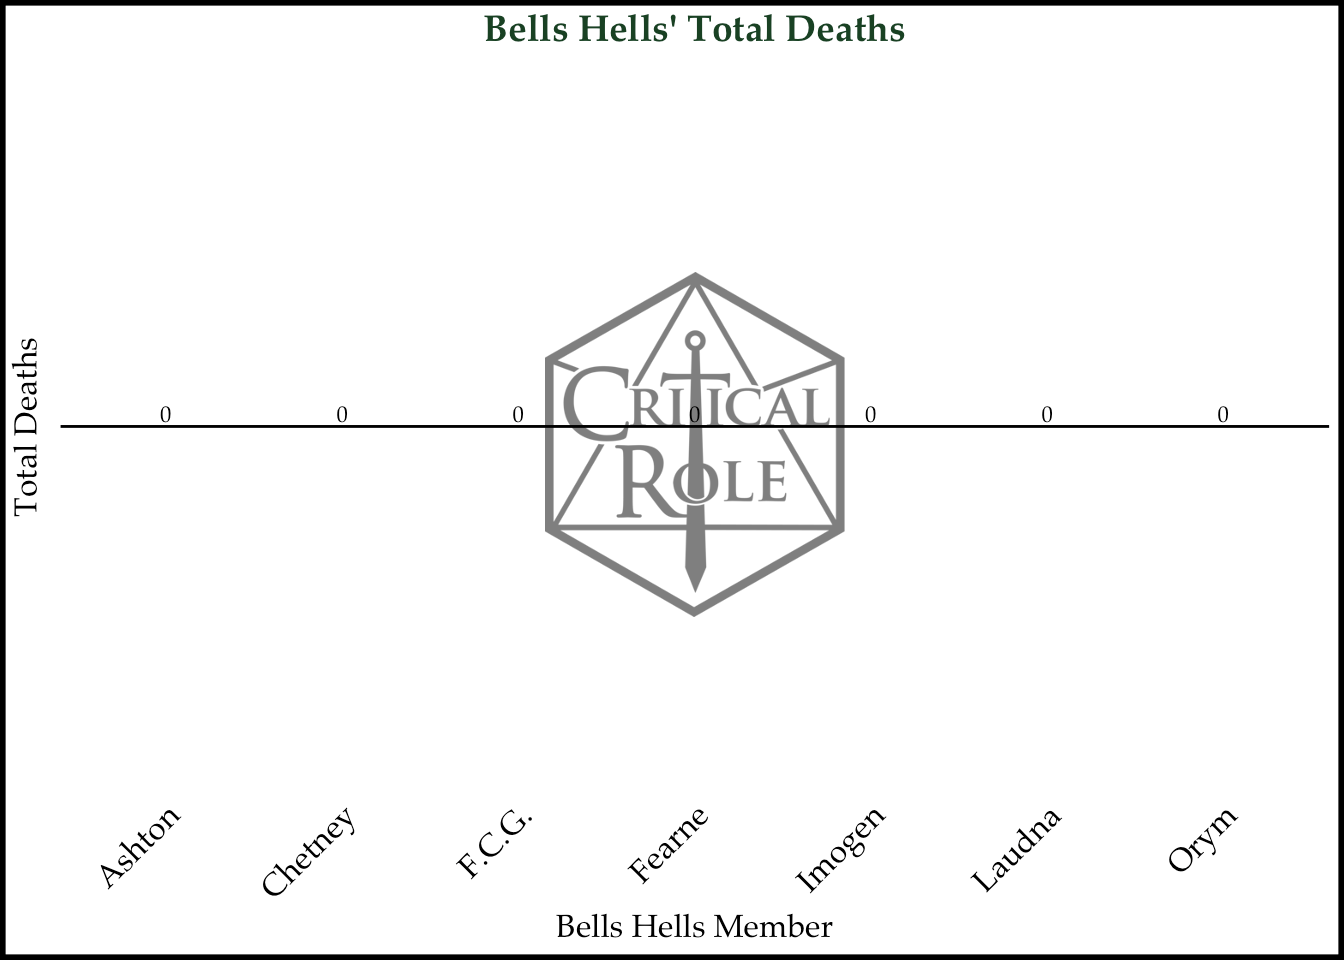 Bells Hells' Total Deaths
Total Deaths
0 0 0 0 0 0 0
CRITICAL
ROLE
Ashton Chetney F.C.G. Fearne Imogen Laudna Orym
Bells Hells Member